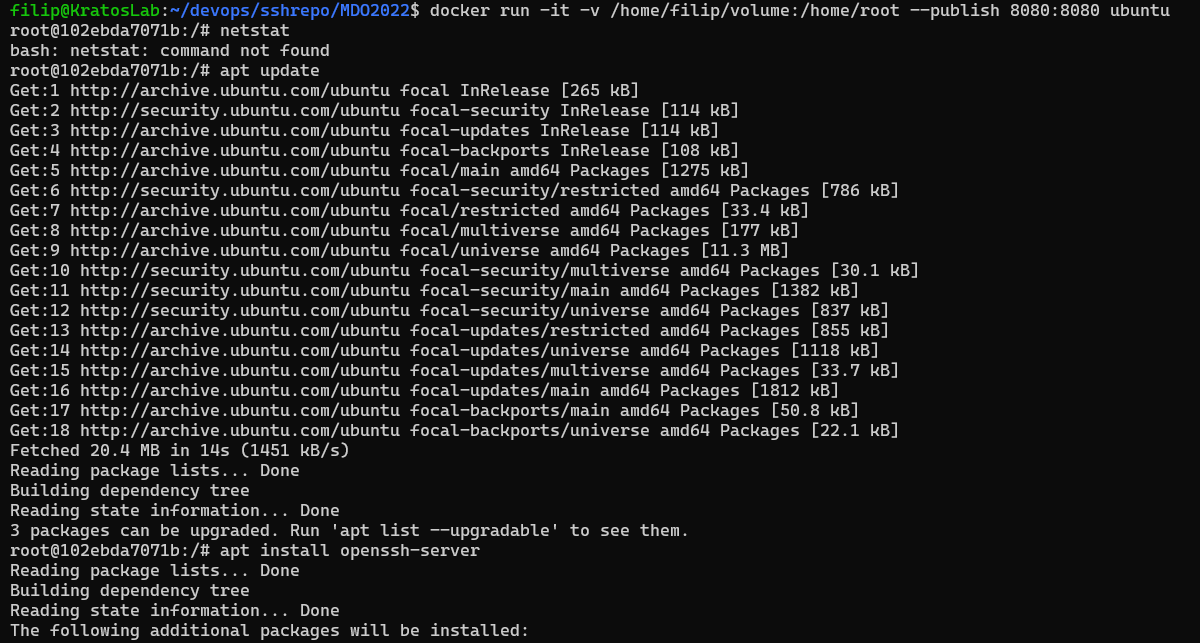 filip@KratosLab:~/devops/sshrepo/MDO2022$ docker run -it -v /home/filip/volume:/home/root --publish 8080:8080 ubuntu
root@102ebda7071b:/# netstat
bash: netstat: command not found
root@102ebda7071b:/# apt update
Get:1 http://archive.ubuntu.com/ubuntu focal InRelease [265 kB]
Get:2 http://security.ubuntu.com/ubuntu focal-security InRelease [114 kB]
Get:3 http://archive.ubuntu.com/ubuntu focal-updates InRelease [114 kB]
Get:4 http://archive.ubuntu.com/ubuntu focal-backports InRelease [108 kB]
Get:5 http://archive.ubuntu.com/ubuntu focal/main amd64 Packages [1275 kB]
Get:6 http://security.ubuntu.com/ubuntu focal-security/restricted amd64 Packages [786 kB]
Get:7 http://archive.ubuntu.com/ubuntu focal/restricted amd64 Packages [33.4 kB]
Get:8 http://archive.ubuntu.com/ubuntu focal/multiverse amd64 Packages [177 kB]
Get:9 http://archive.ubuntu.com/ubuntu focal/universe amd64 Packages [11.3 MB]
Get:10 http://security.ubuntu.com/ubuntu focal-security/multiverse amd64 Packages [30.1 kB]
Get:11 http://security.ubuntu.com/ubuntu focal-security/main amd64 Packages [1382 kB]
Get:12 http://security.ubuntu.com/ubuntu focal-security/universe amd64 Packages [837 kB]
Get:13 http://archive.ubuntu.com/ubuntu focal-updates/restricted amd64 Packages [855 kB]
Get:14 http://archive.ubuntu.com/ubuntu focal-updates/universe amd64 Packages [1118 kB]
Get:15 http://archive.ubuntu.com/ubuntu focal-updates/multiverse amd64 Packages [33.7 kB]
Get:16 http://archive.ubuntu.com/ubuntu focal-updates/main amd64 Packages [1812 kB]
Get:17 http://archive.ubuntu.com/ubuntu focal-backports/main amd64 Packages [50.8 kB]
Get:18 http://archive.ubuntu.com/ubuntu focal-backports/universe amd64 Packages [22.1 kB]
Fetched 20.4 MB in 14s (1451 kB/s)
Reading package lists... Done
Building dependency tree
Reading state information... Done
3 packages can be upgraded. Run 'apt list --upgradable' to see them.
root@102ebda7071b:/# apt install openssh-server
Reading package lists... Done
Building dependency tree
Reading state information... Done
The following additional packages will be installed: